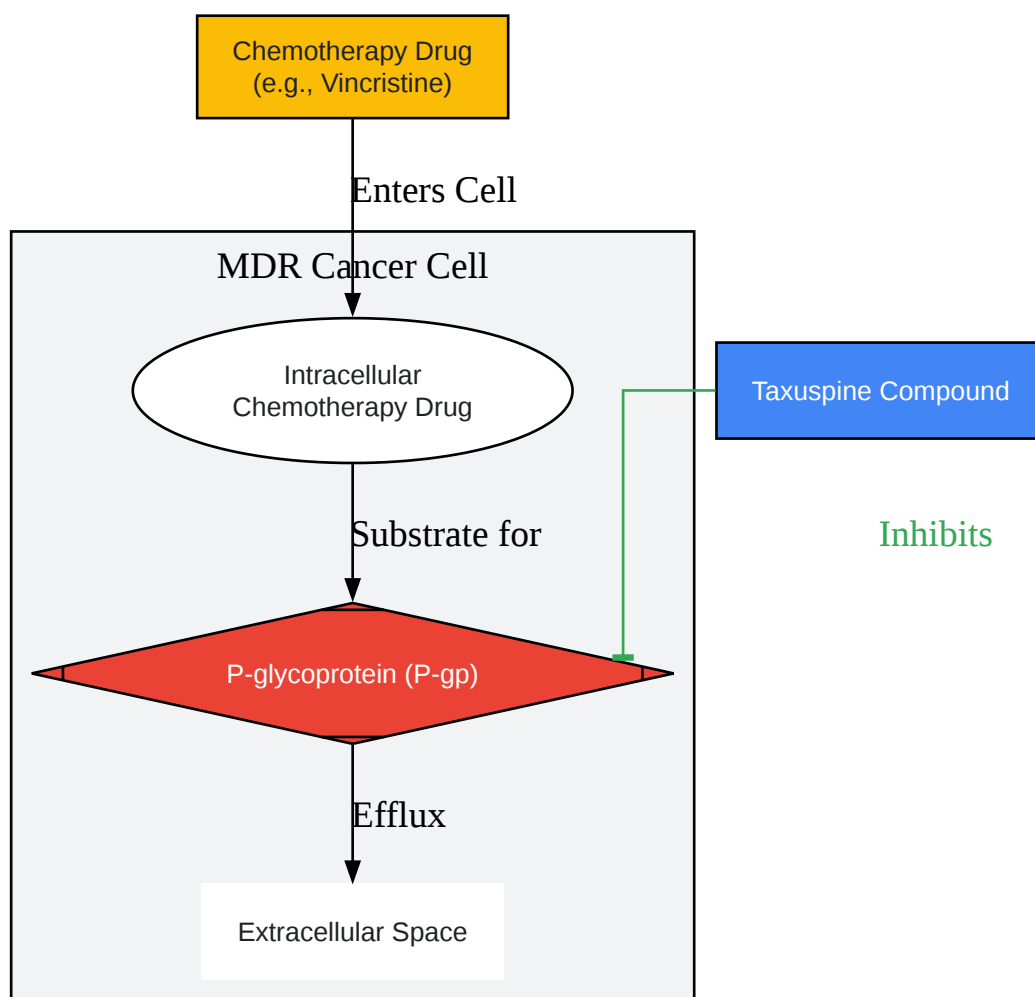 Chemotherapy Drug
(e.g., Vincristine)
Enters Cell
MDR Cancer Cell
Intracellular
Chemotherapy Drug
Taxuspine Compound
Substrate for
Inhibits
P-glycoprotein (P-gp)
Efflux
Extracellular Space